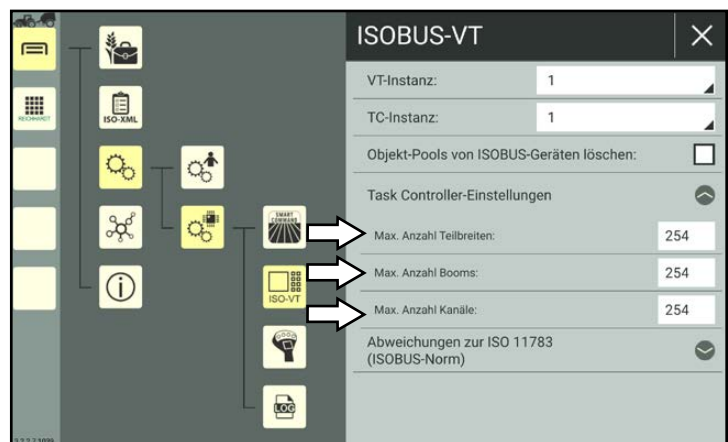 ISOBUS-VT
REICHHARDT
ISO-XML
SMART
COMMAND
ISO-VT
LOG
VT-Instanz: 1
TC-Instanz: 1
Objekt-Pools von ISOBUS-Geräten löschen:
Task Controller-Einstellungen
Max. Anzahl Teilbreiten: 254
Max. Anzahl Booms: 254
Max. Anzahl Kanäle: 254
Abweichungen zur ISO 11783
(ISOBUS-Norm)